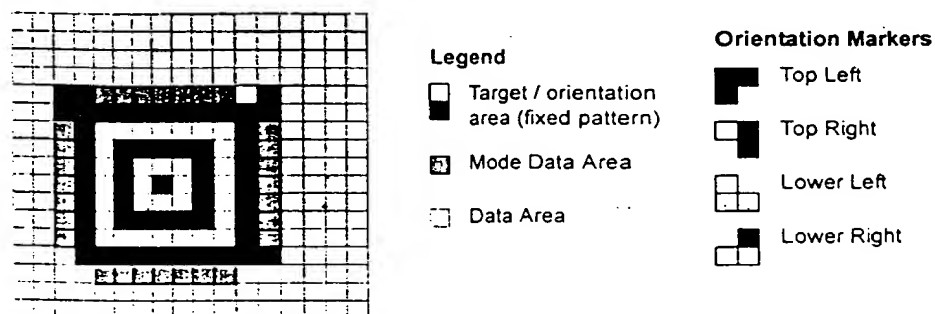 Legend
Target / orientation
area (fixed pattern)
Mode Data Area
Data Area
Orientation Markers
Top Left
Top Right
Lower Left
Lower Right